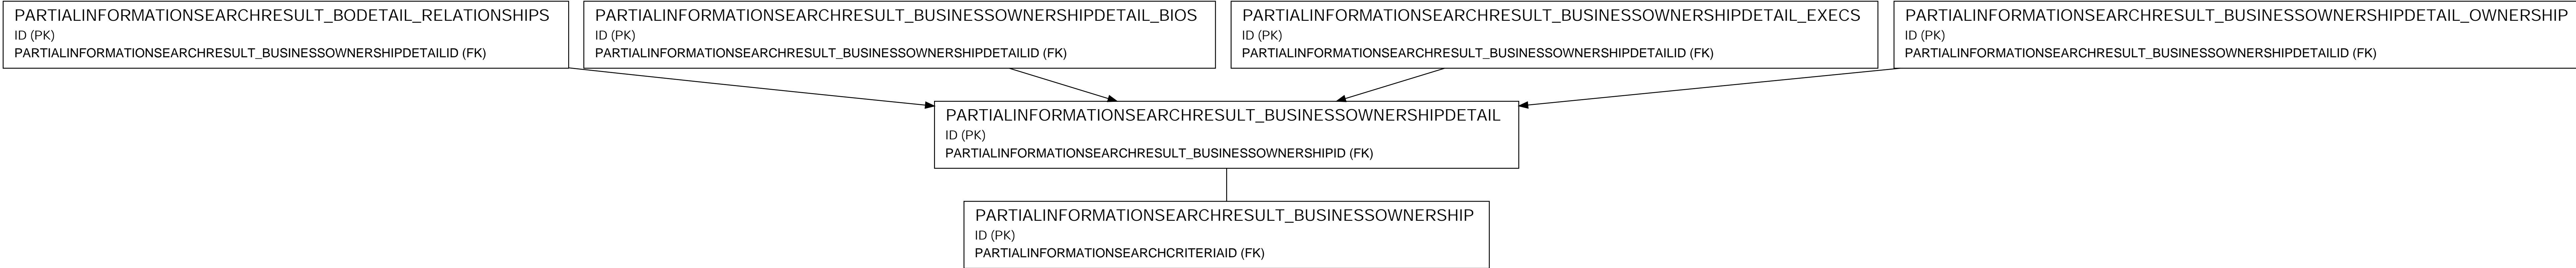 PARTIALINFORMATIONSEARCHRESULT_BODETAIL_RELATIONSHIPS
ID (PK)
PARTIALINFORMATIONSEARCHRESULT_BUSINESSOWNERSHIPDETAILID (FK)
PARTIALINFORMATIONSEARCHRESULT_BUSINESSOWNERSHIPDETAIL_BIOS
ID (PK)
PARTIALINFORMATIONSEARCHRESULT_BUSINESSOWNERSHIPDETAILID (FK)
PARTIALINFORMATIONSEARCHRESULT_BUSINESSOWNERSHIPDETAIL_EXECS
ID (PK)
PARTIALINFORMATIONSEARCHRESULT_BUSINESSOWNERSHIPDETAILID (FK)
PARTIALINFORMATIONSEARCHRESULT_BUSINESSOWNERSHIPDETAIL_OWNERSHIP
ID (PK)
PARTIALINFORMATIONSEARCHRESULT_BUSINESSOWNERSHIPDETAILID (FK)
PARTIALINFORMATIONSEARCHRESULT_BUSINESSOWNERSHIPDETAIL
ID (PK)
PARTIALINFORMATIONSEARCHRESULT_BUSINESSOWNERSHIPID (FK)
PARTIALINFORMATIONSEARCHRESULT_BUSINESSOWNERSHIP
ID (PK)
PARTIALINFORMATIONSEARCHCRITERIAID (FK)